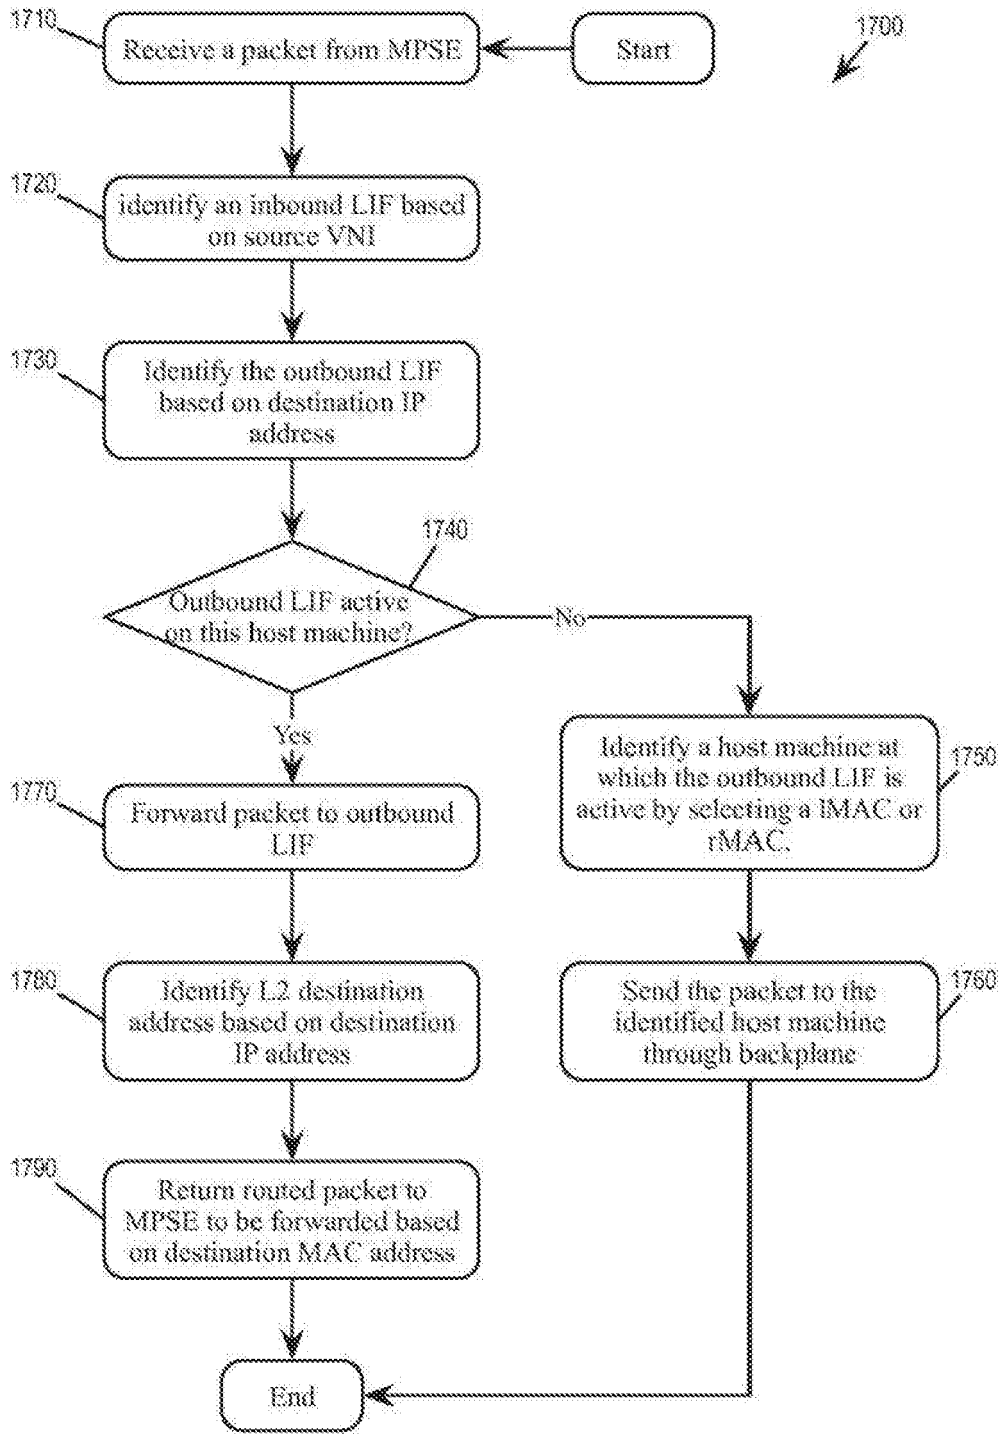 1710
Receive a packet from MPSE
Start
1700
1720
identify an inbound LIF based
on source VNI
1730
Identify the outbound LIF
based on destination IP
address
1740
Outbound LIF active
on this host machine?
No
Yes
1770
Forward packet to outbound
LIF
Identify a host machine at
which the outbound LIF is
active by selecting a lMAC or
rMAC.
1750
1780
Identify L2 destination
address based on destination
IP address
Send the packet to the
identified host machine
through backplane
1760
1790
Return routed packet to
MPSE to be forwarded based
on destination MAC address
End